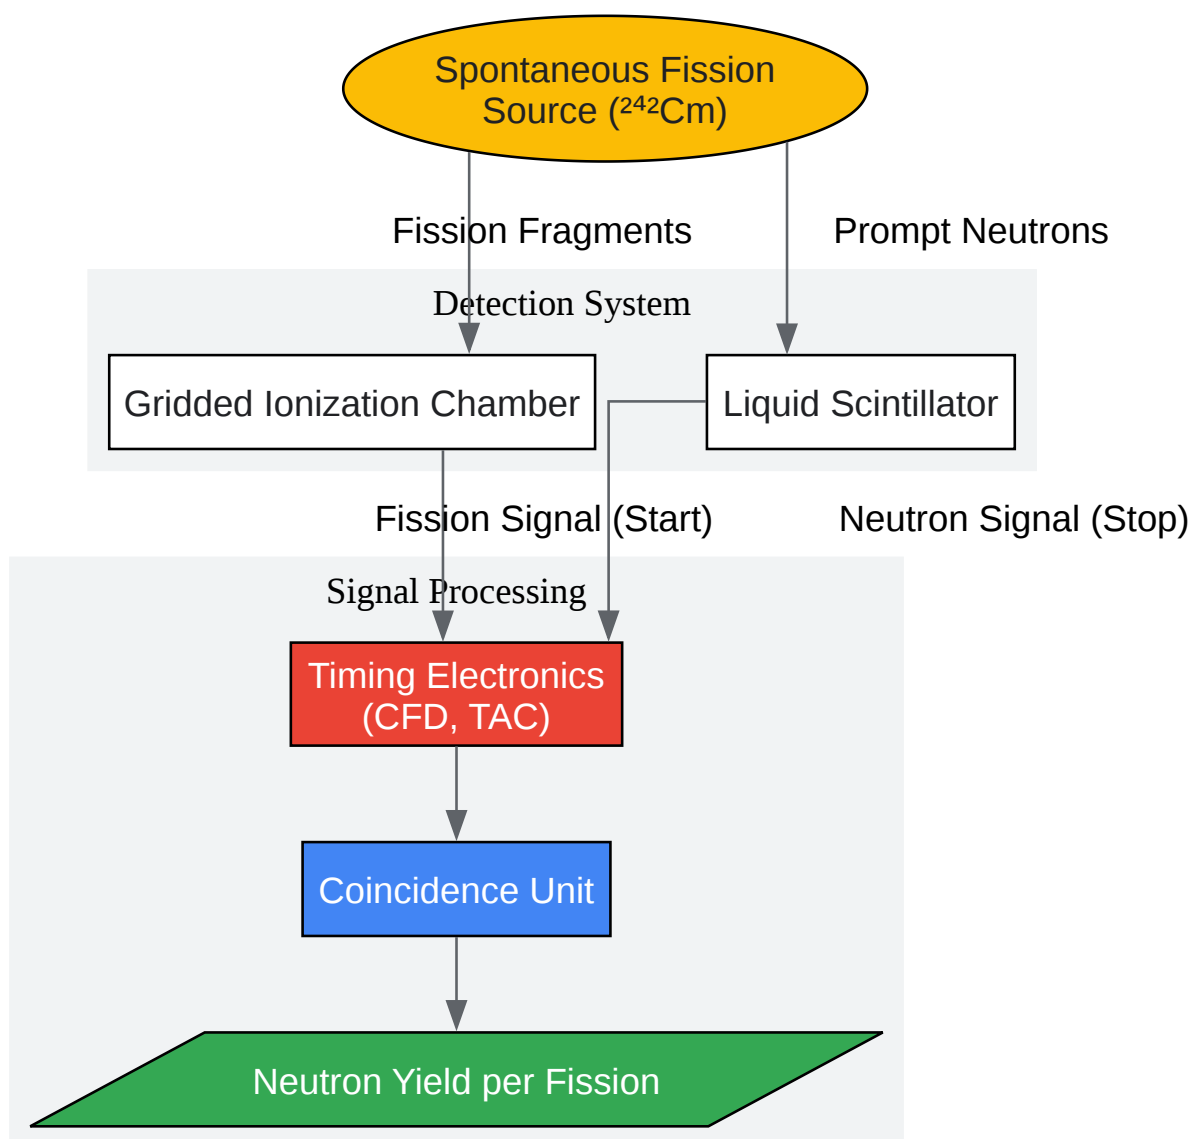 Spontaneous Fission
Source (²⁴²Cm)
Fission Fragments
Prompt Neutrons
Detection System
Gridded Ionization Chamber
Liquid Scintillator
Fission Signal (Start)
Neutron Signal (Stop)
Signal Processing
Timing Electronics
(CFD, TAC)
Coincidence Unit
Neutron Yield per Fission